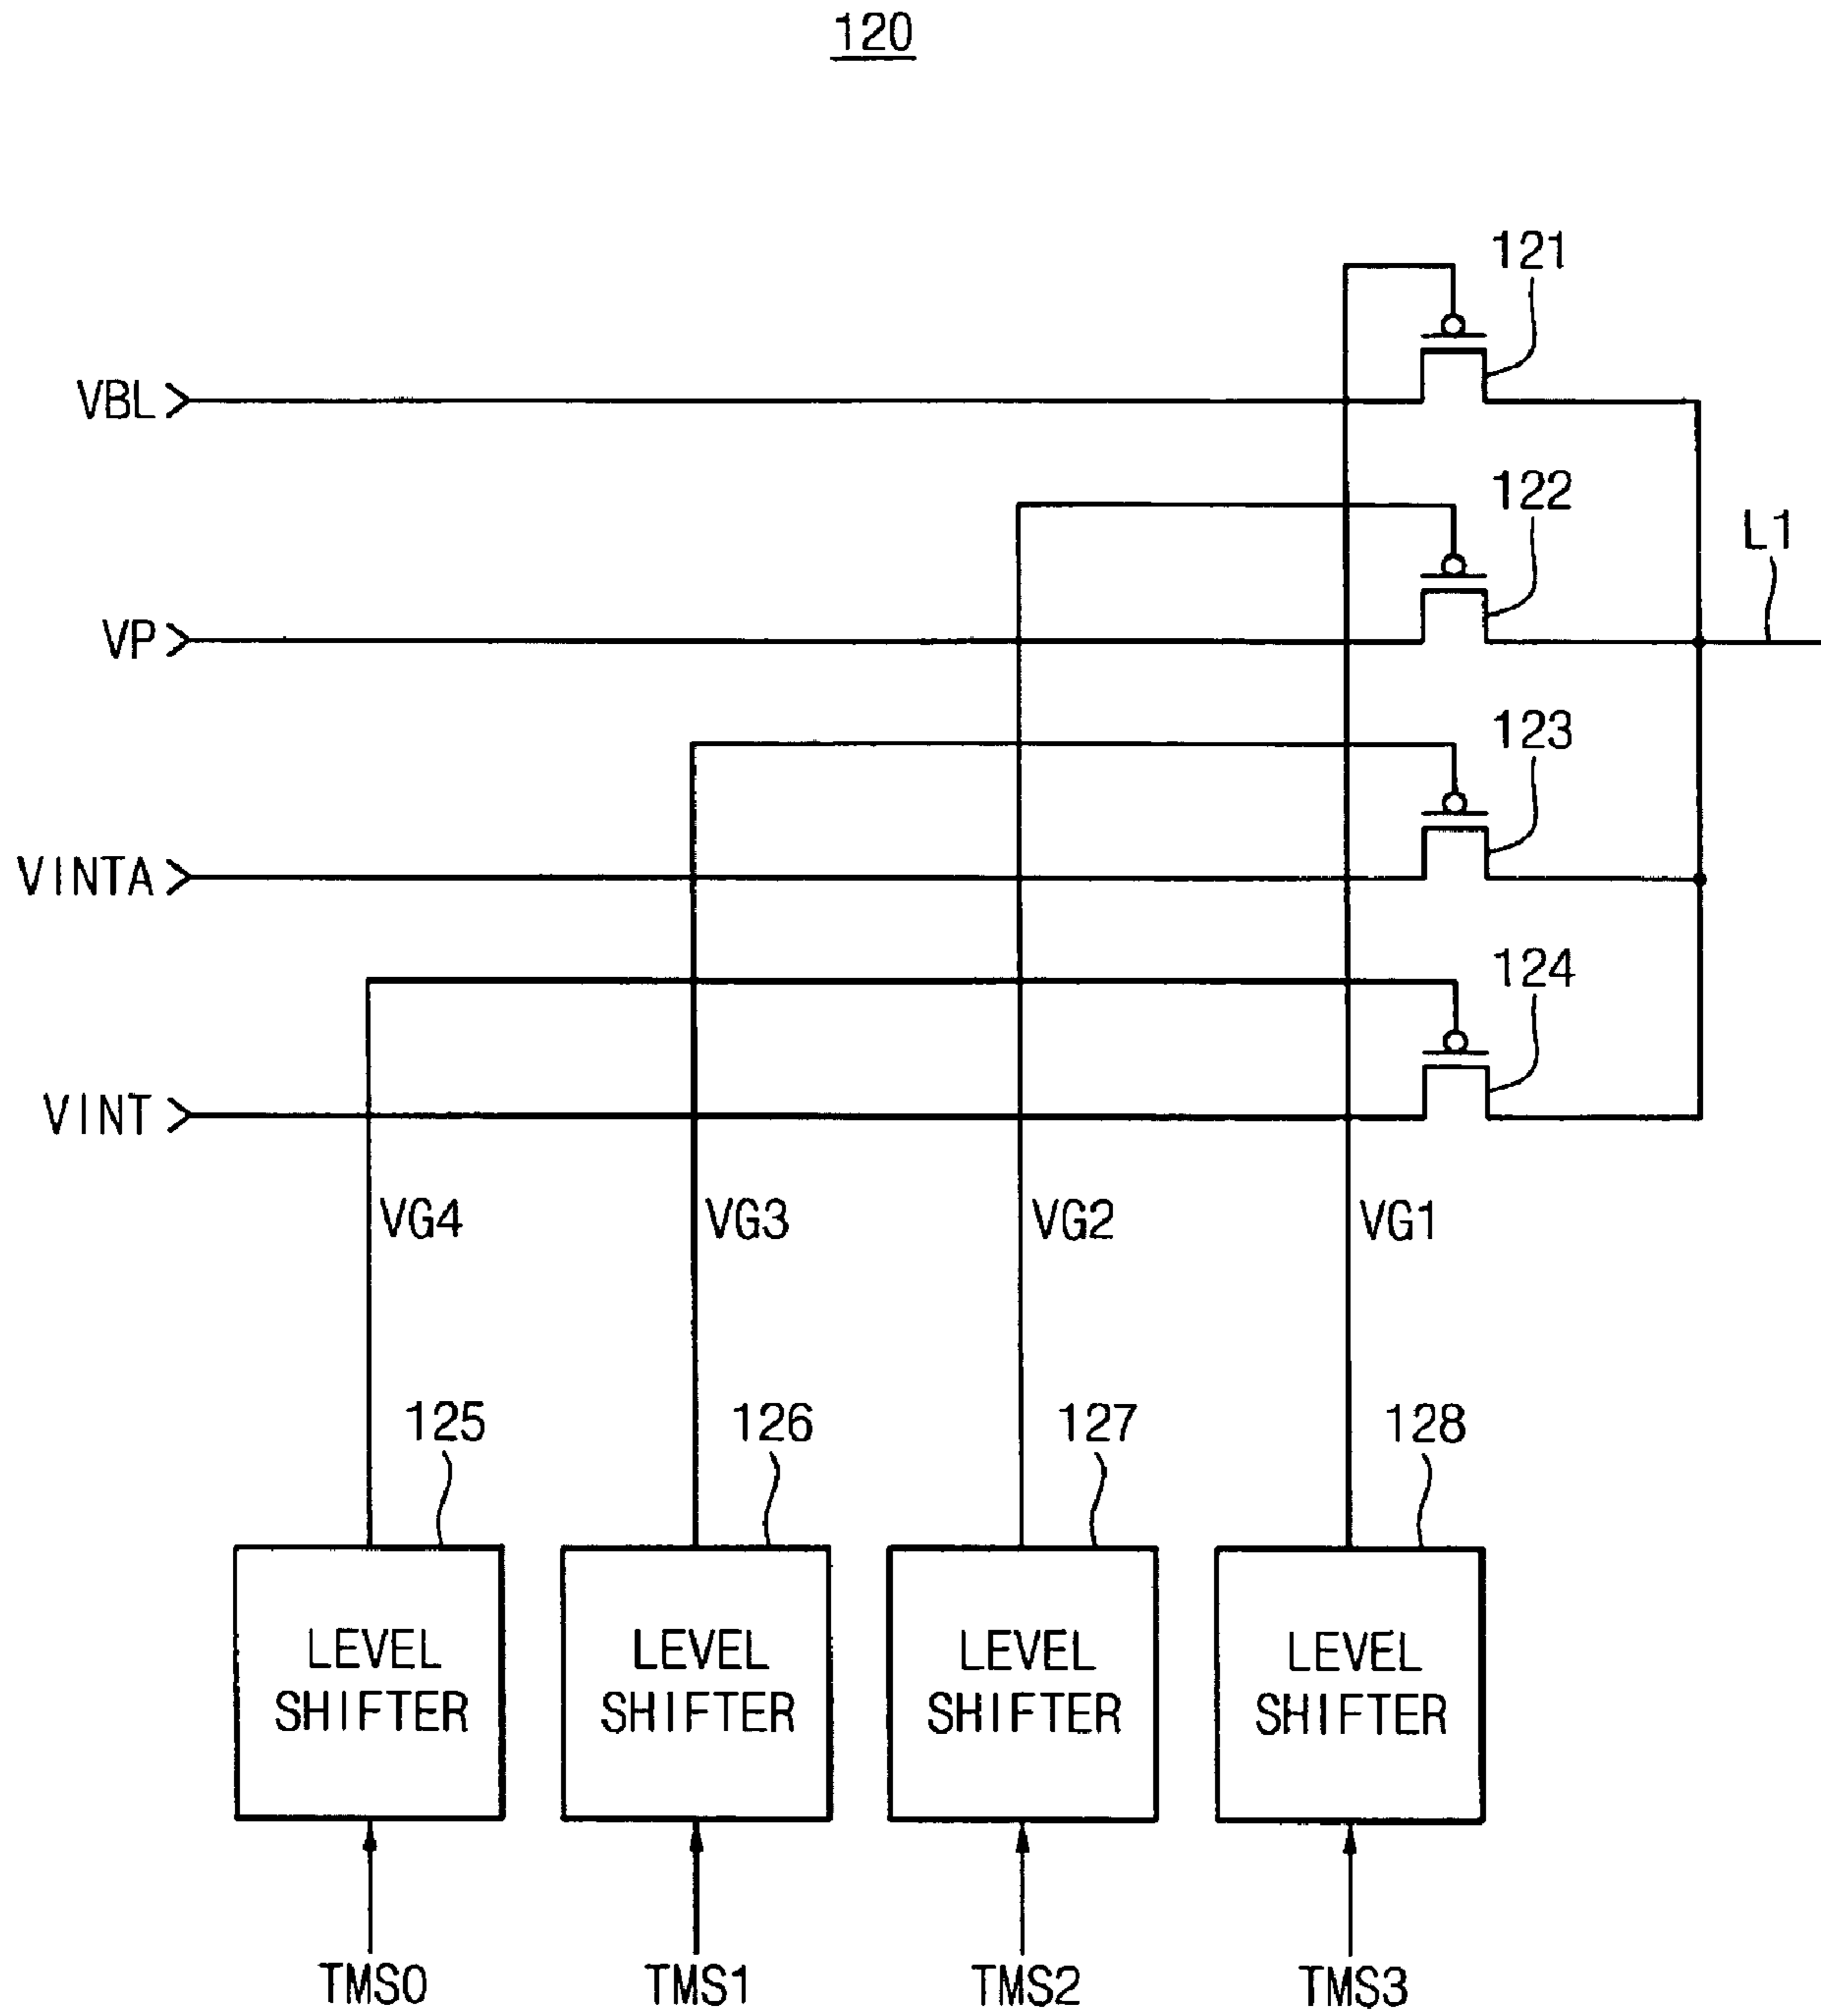 120
121
VBL
122
L1
VP
123
VINTA
124
VINT
VG4 VG3 VG2 VG1
125 126 127 128
LEVEL SHIFTER
LEVEL SHIFTER
LEVEL SHIFTER
LEVEL SHIFTER
TMS0 TMS1 TMS2 TMS3